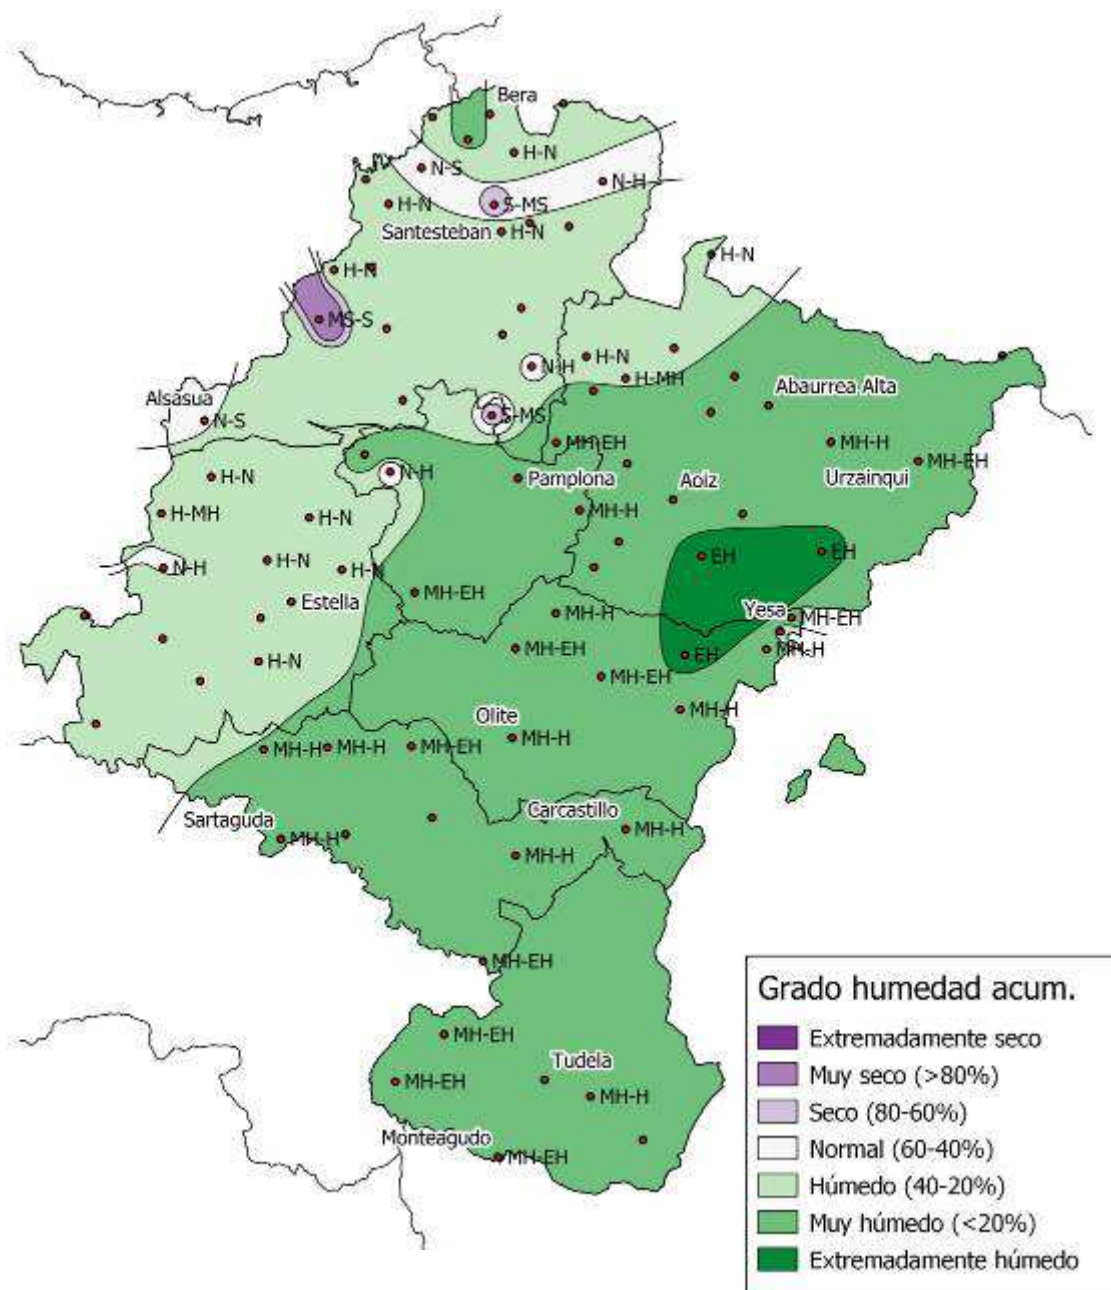 Bera
H-N
N-S
N-H
H-N
S-MS
Santesteban
H-N
H-N
H-N
MS-S
H-N
N-H
H-MH
Abaurrea Alta
Alsasua
N-S
S-MS
MH-EH
MH-H
MH-EH
H-N
N-H
Pamplona
Aoiz
Urzainqui
H-MH
H-N
MH-H
N-H
H-N
H-N
EH
EH
MH-EH
Estella
MH-H
Yesa
MH-EH
H-N
MH-EH
EH
MH-H
MH-EH
MH-H
Olite
MH-H
MH-H
MH-H
MH-EH
Sartaguda
Carcastillo
MH-H
MH-H
MH-H
MH-EH
MH-EH
Tudela
MH-EH
MH-H
Monteagudo
MH-EH
Grado humedad acum.
Extremadamente seco
Muy seco (>80%)
Seco (80-60%)
Normal (60-40%)
Húmedo (40-20%)
Muy húmedo (<20%)
Extremadamente húmedo